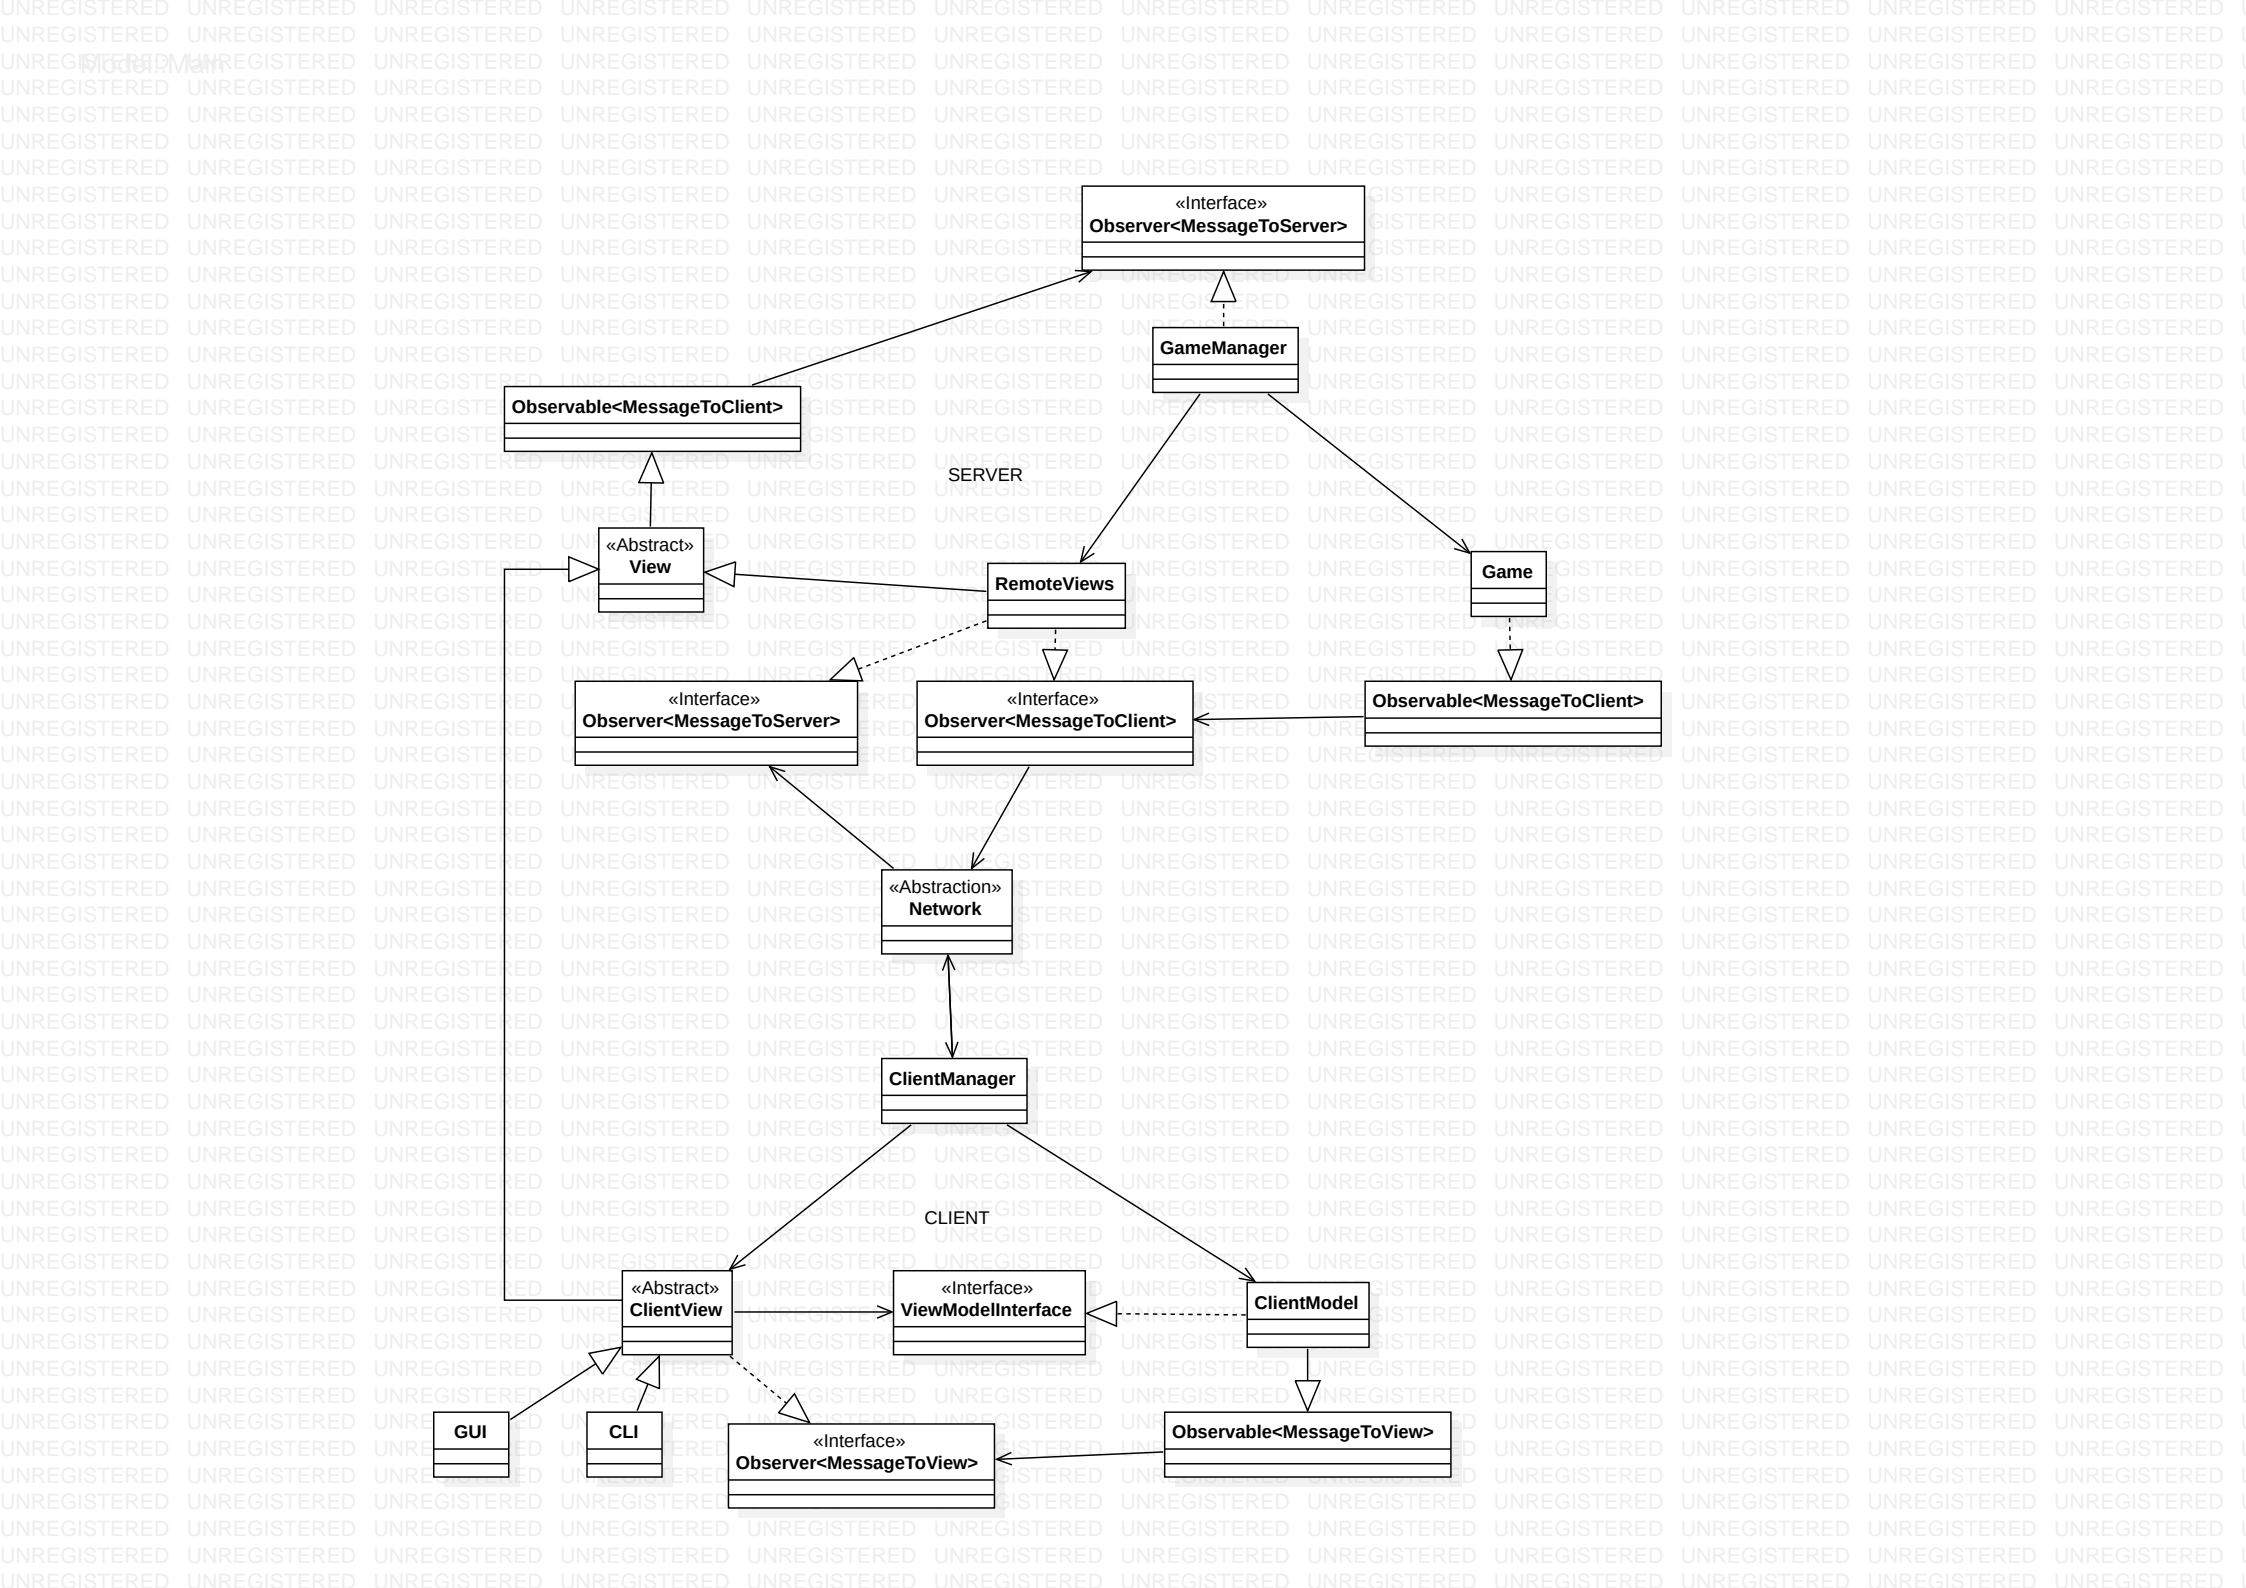 Model::Main
«Interface»
Observer<MessageToServer>
GameManager
Observable<MessageToClient>
SERVER
«Abstract»
View
RemoteViews
Game
«Interface»
Observer<MessageToServer>
«Interface»
Observer<MessageToClient>
Observable<MessageToClient>
«Abstraction»
Network
ClientManager
CLIENT
«Abstract»
ClientView
«Interface»
ViewModelInterface
ClientModel
GUI
CLI
«Interface»
Observer<MessageToView>
Observable<MessageToView>
UNREGISTERED